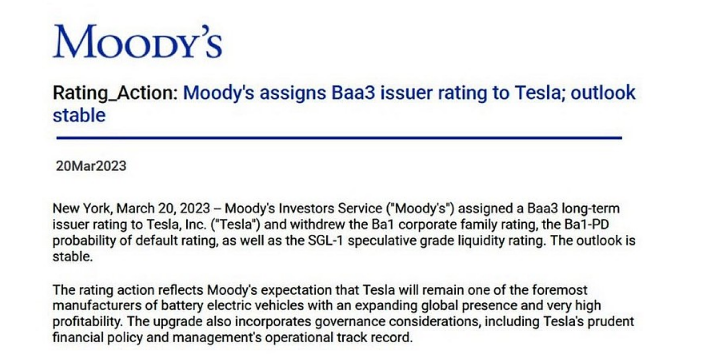 MOODY'S
Rating_Action: Moody's assigns Baa3 issuer rating to Tesla; outlook
stable
20Mar2023
New York, March 20, 2023 – Moody's Investors Service ("Moody's") assigned a Baa3 long-term
issuer rating to Tesla, Inc. ("Tesla") and withdrew the Ba1 corporate family rating, the Ba1-PD
probability of default rating, as well as the SGL-1 speculative grade liquidity rating. The outlook is
stable.
The rating action reflects Moody's expectation that Tesla will remain one of the foremost
manufacturers of battery electric vehicles with an expanding global presence and very high
profitability. The upgrade also incorporates governance considerations, including Tesla's prudent
financial policy and management's operational track record.